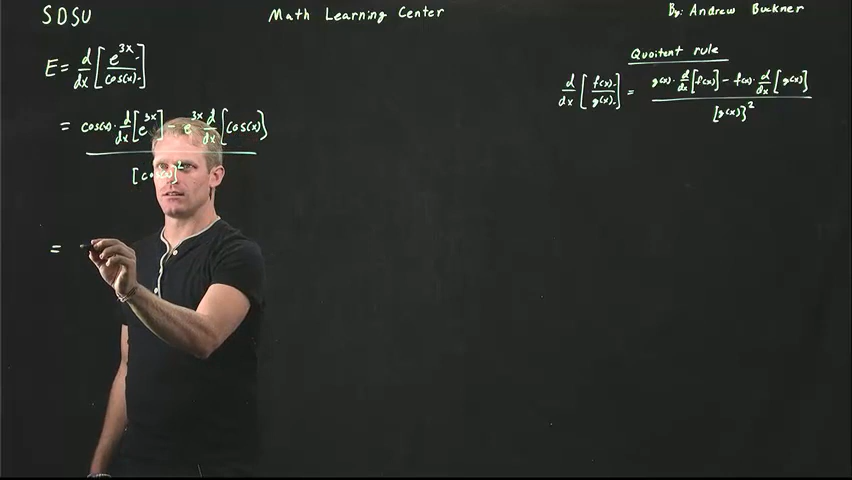 SDSU
Math Learning Center
By: Andrew Buckner
E = d/dx [e^{3x} / cos(x)]
= (cos(x) · d/dx [e^{3x}] - e^{3x} d/dx [cos(x)]) / [cos(x)]^2
=
Quoitent rule
d/dx [f(x) / g(x)] = (g(x) · d/dx [f(x)] - f(x) · d/dx [g(x)]) / [g(x)]^2